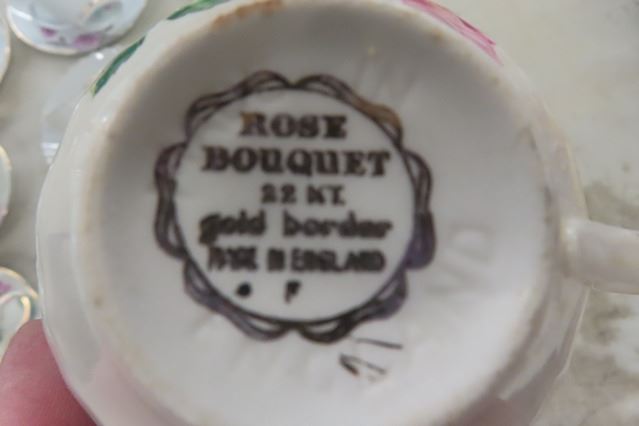 ROSE
BOUQUET
22 KT.
gold border
MADE IN ENGLAND
F